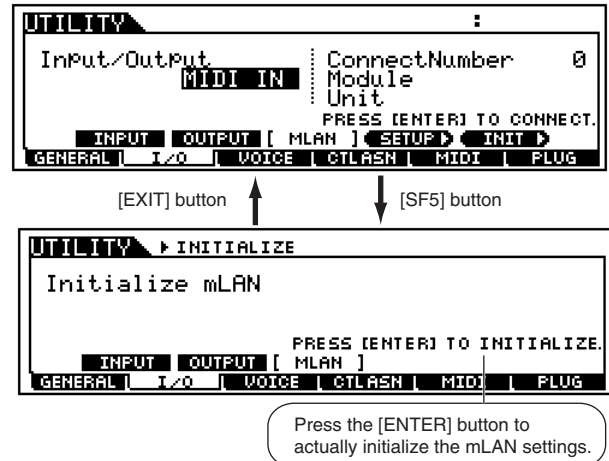 UTILITY :
Input/Output ConnectNumber 0
MIDI IN Module
Unit
PRESS [ENTER] TO CONNECT.
INPUT OUTPUT [ MLAN ] SETUP INIT
GENERAL I/O VOICE CTLASN MIDI PLUG
[EXIT] button [SF5] button
UTILITY INITIALIZE
Initialize mLAN
PRESS [ENTER] TO INITIALIZE.
INPUT OUTPUT [ MLAN ]
GENERAL I/O VOICE CTLASN MIDI PLUG
Press the [ENTER] button to
actually initialize the mLAN settings.